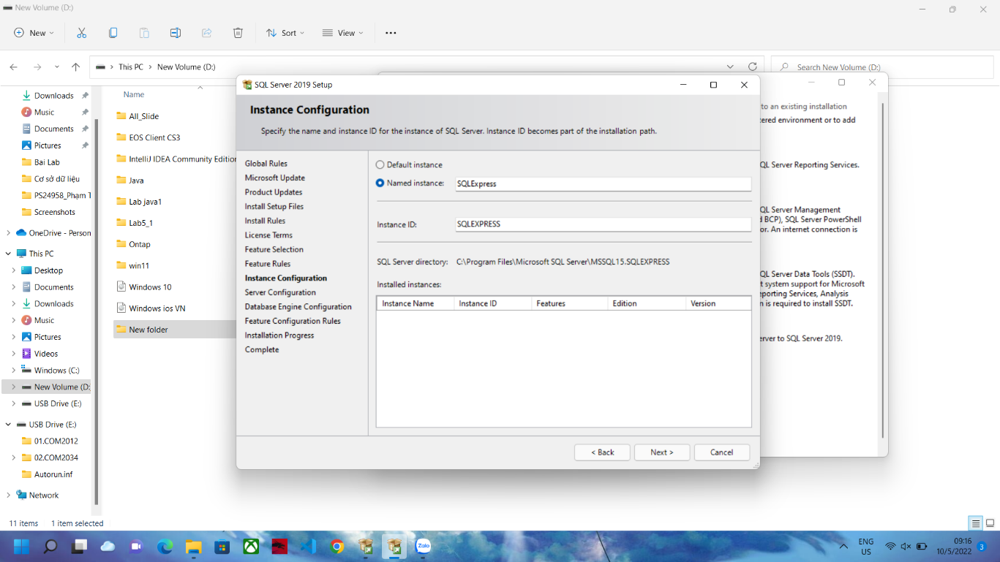 New Volume (D:)
New
Sort
View
This PC > New Volume (D:)
Search New Volume (D:)
Downloads
Music
Documents
Pictures
Bai Lab
Cơ sở dữ liệu
PS24958_Phạm T
Screenshots
OneDrive - Person
This PC
Desktop
Documents
Downloads
Music
Pictures
Videos
Windows (C:)
New Volume (D:
USB Drive (E:)
USB Drive (E:)
01.COM2012
02.COM2034
Autorun.inf
Network
Name
All_Slide
EOS Client CS3
IntelliJ IDEA Community Edition
Java
Lab java1
Lab5_1
Ontap
win11
Windows 10
Windows ios VN
New folder
SQL Server 2019 Setup
Instance Configuration
Specify the name and instance ID for the instance of SQL Server. Instance ID becomes part of the installation path.
Global Rules
Microsoft Update
Product Updates
Install Setup Files
Install Rules
License Terms
Feature Selection
Feature Rules
Instance Configuration
Server Configuration
Database Engine Configuration
Feature Configuration Rules
Installation Progress
Complete
Default instance
Named instance: SQLExpress
Instance ID: SQLEXPRESS
SQL Server directory: C:\Program Files\Microsoft SQL Server\MSSQL15.SQLEXPRESS
Installed instances:
Instance Name Instance ID Features Edition Version
< Back Next > Cancel
to an existing installation
ered environment or to add
QL Server Reporting Services.
QL Server Management
d BCP), SQL Server PowerShell
or. An internet connection is
QL Server Data Tools (SSDT).
t system support for Microsoft
eporting Services, Analysis
n is required to install SSDT.
erver to SQL Server 2019.
11 items 1 item selected
Zalo
ENG
US
09:16
10/5/2022
3